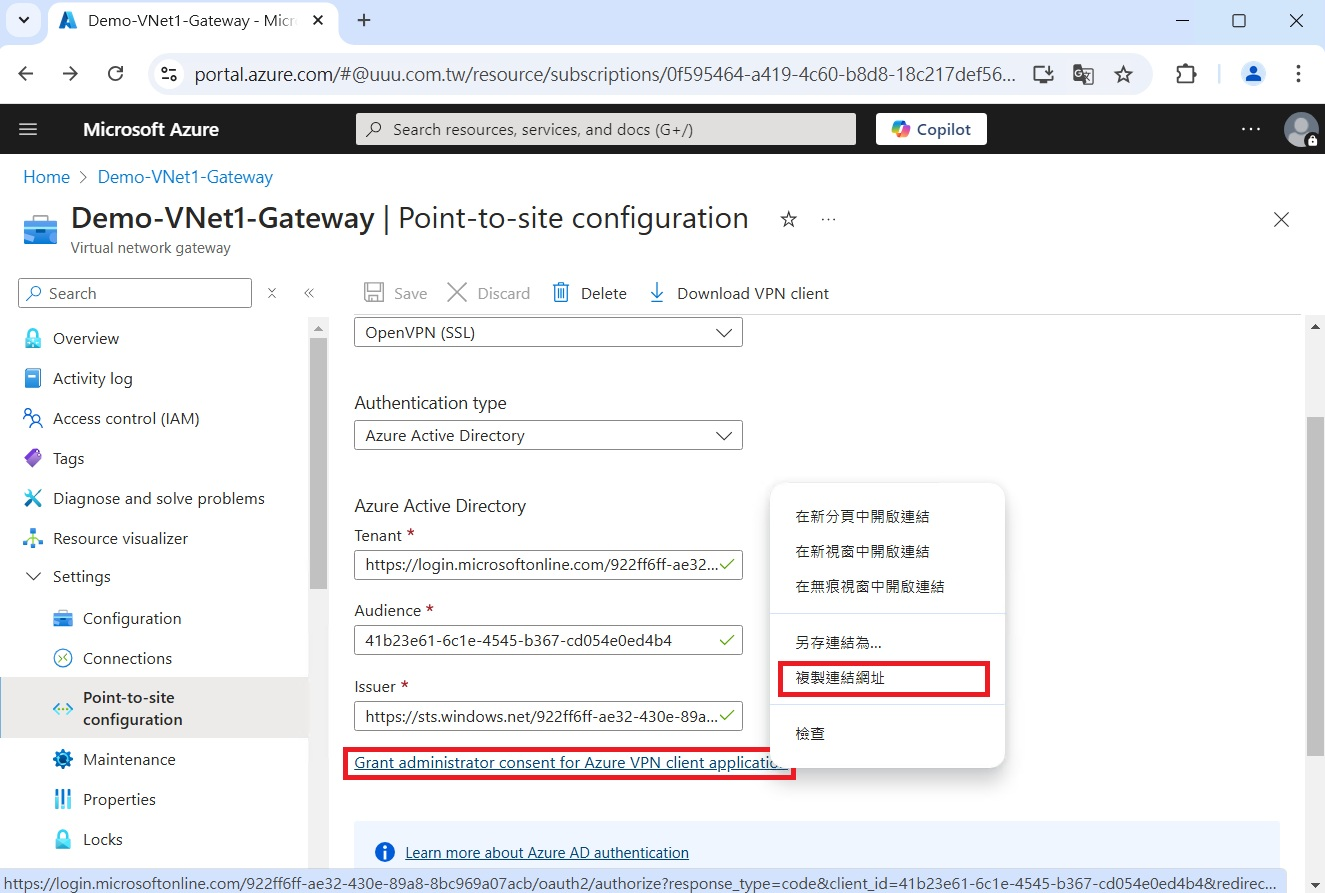 Demo-VNet1-Gateway - Micr
portal.azure.com/#@uuu.com.tw/resource/subscriptions/0f595464-a419-4c60-b8d8-18c217def56...
Microsoft Azure
Search resources, services, and docs (G+/)
Copilot
Home > Demo-VNet1-Gateway
Demo-VNet1-Gateway | Point-to-site configuration
Virtual network gateway
Search
Save
Discard
Delete
Download VPN client
Overview
Activity log
Access control (IAM)
Tags
Diagnose and solve problems
Resource visualizer
Settings
Configuration
Connections
Point-to-site
configuration
Maintenance
Properties
Locks
OpenVPN (SSL)
Authentication type
Azure Active Directory
Azure Active Directory
Tenant *
https://login.microsoftonline.com/922ff6ff-ae32...
Audience *
41b23e61-6c1e-4545-b367-cd054e0ed4b4
Issuer *
https://sts.windows.net/922ff6ff-ae32-430e-89a...
Grant administrator consent for Azure VPN client application
在新分頁中開啟連結
在新視窗中開啟連結
在無痕視窗中開啟連結
另存連結為...
複製連結網址
檢查
Learn more about Azure AD authentication
https://login.microsoftonline.com/922ff6ff-ae32-430e-89a8-8bc969a07acb/oauth2/authorize?response_type=code&client_id=41b23e61-6c1e-4545-b367-cd054e0ed4b4&redirec...